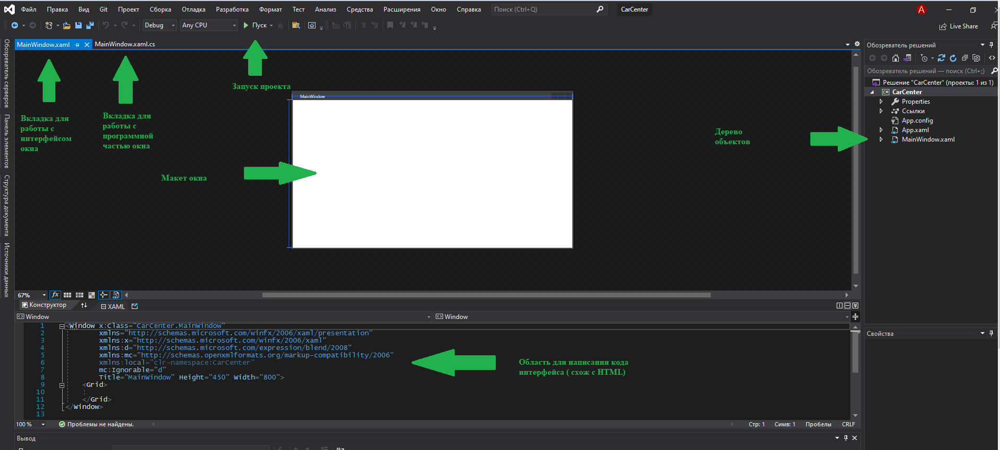 Файл Правка Вид Git Проект Сборка Отладка Разработка Формат Тест Анализ Средства Расширения Окно Справка Поиск (Ctrl+Q) CarCenter A
Debug Any CPU Пуск Live Share
MainWindow.xaml MainWindow.xaml.cs
Обозреватель серверов
Панель элементов
Структура документа
Источники данных
Запуск проекта
Вкладка для
работы с
интерфейсом
окна
Вкладка для
работы с
программной
частью окна
MainWindow
Макет окна
Дерево
объектов
Обозреватель решений
Обозреватель решений — поиск (Ctrl+;)
Решение "CarCenter" (проекты: 1 из 1)
C# CarCenter
Properties
Ссылки
App.config
App.xaml
MainWindow.xaml
67% fx
Конструктор XAML
Window Window
1 <Window x:Class="CarCenter.MainWindow"
2 xmlns="http://schemas.microsoft.com/winfx/2006/xaml/presentation"
3 xmlns:x="http://schemas.microsoft.com/winfx/2006/xaml"
4 xmlns:d="http://schemas.microsoft.com/expression/blend/2008"
5 xmlns:mc="http://schemas.openxmlformats.org/markup-compatibility/2006"
6 xmlns:local="clr-namespace:CarCenter"
7 mc:Ignorable="d"
8 Title="MainWindow" Height="450" Width="800">
9 <Grid>
10
11 </Grid>
12 </Window>
13
Область для написания кода
интерфейса ( схож с HTML)
Свойства
100 % Проблемы не найдены. Стр: 1 Симв: 1 Пробелы CRLF
Вывод